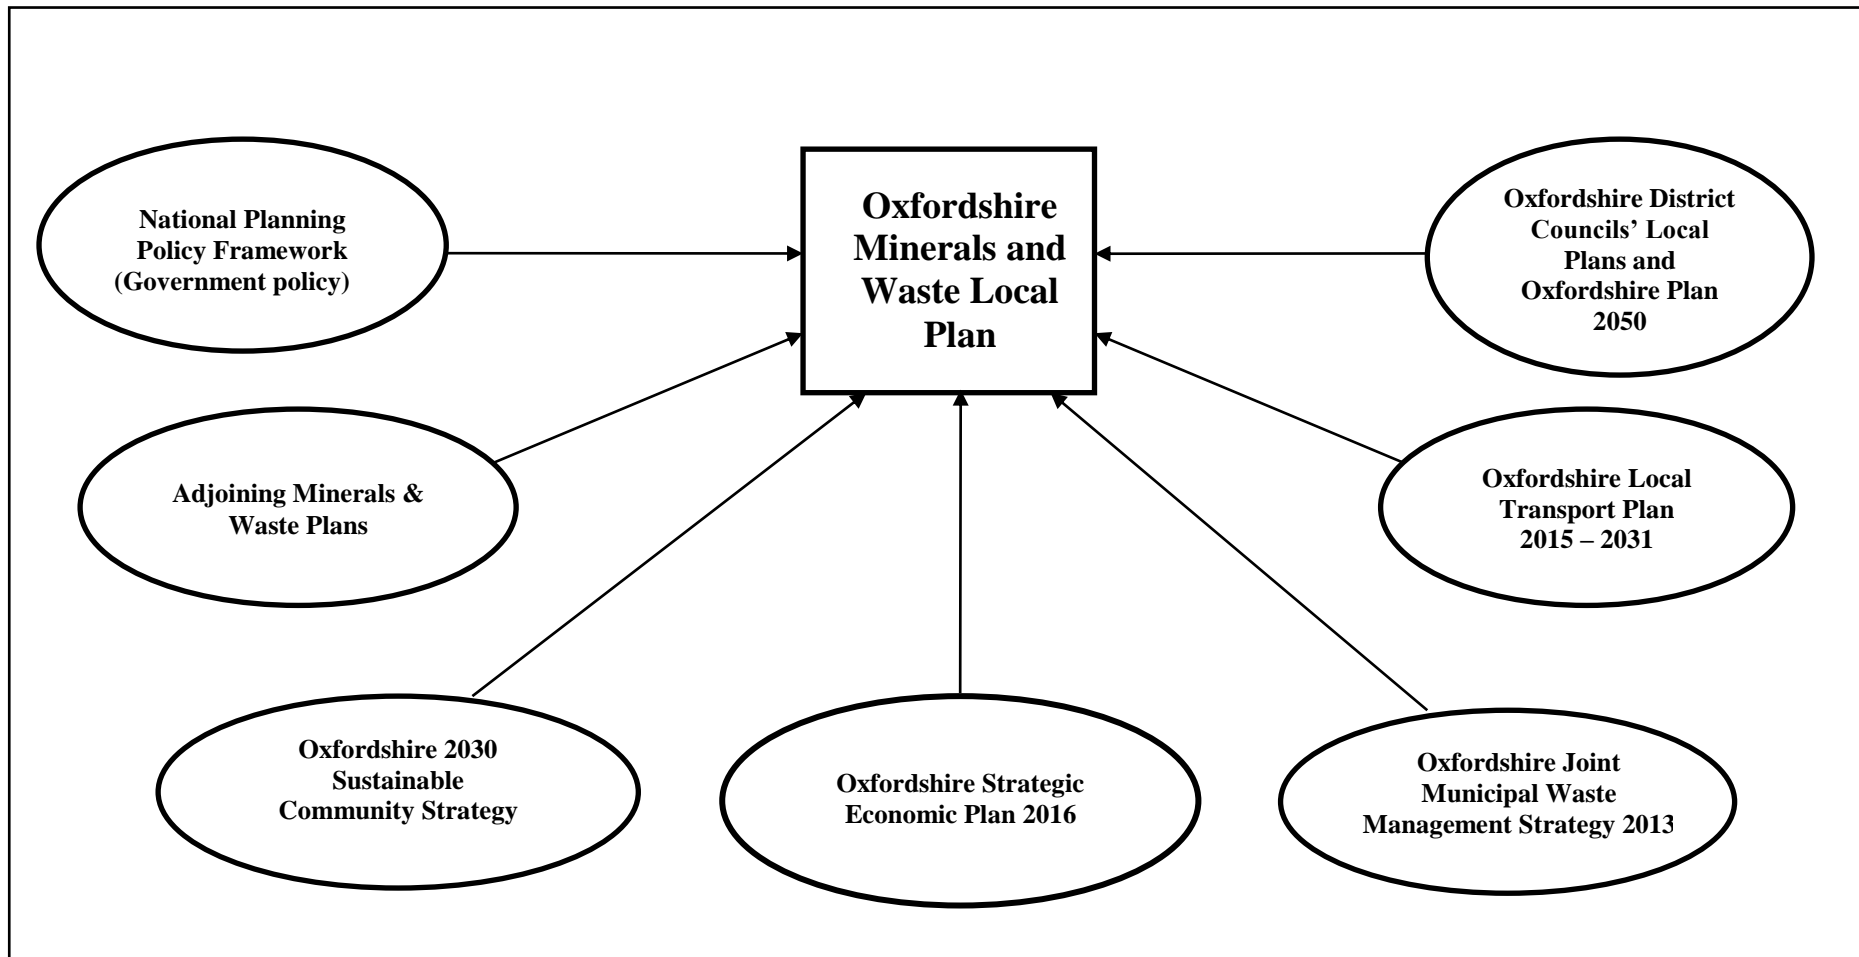 National Planning
Policy Framework
(Government policy)
Oxfordshire
Minerals and
Waste Local
Plan
Oxfordshire District
Councils’ Local
Plans and
Oxfordshire Plan
2050
Adjoining Minerals &
Waste Plans
Oxfordshire Local
Transport Plan
2015 – 2031
Oxfordshire 2030
Sustainable
Community Strategy
Oxfordshire Strategic
Economic Plan 2016
Oxfordshire Joint
Municipal Waste
Management Strategy 2013